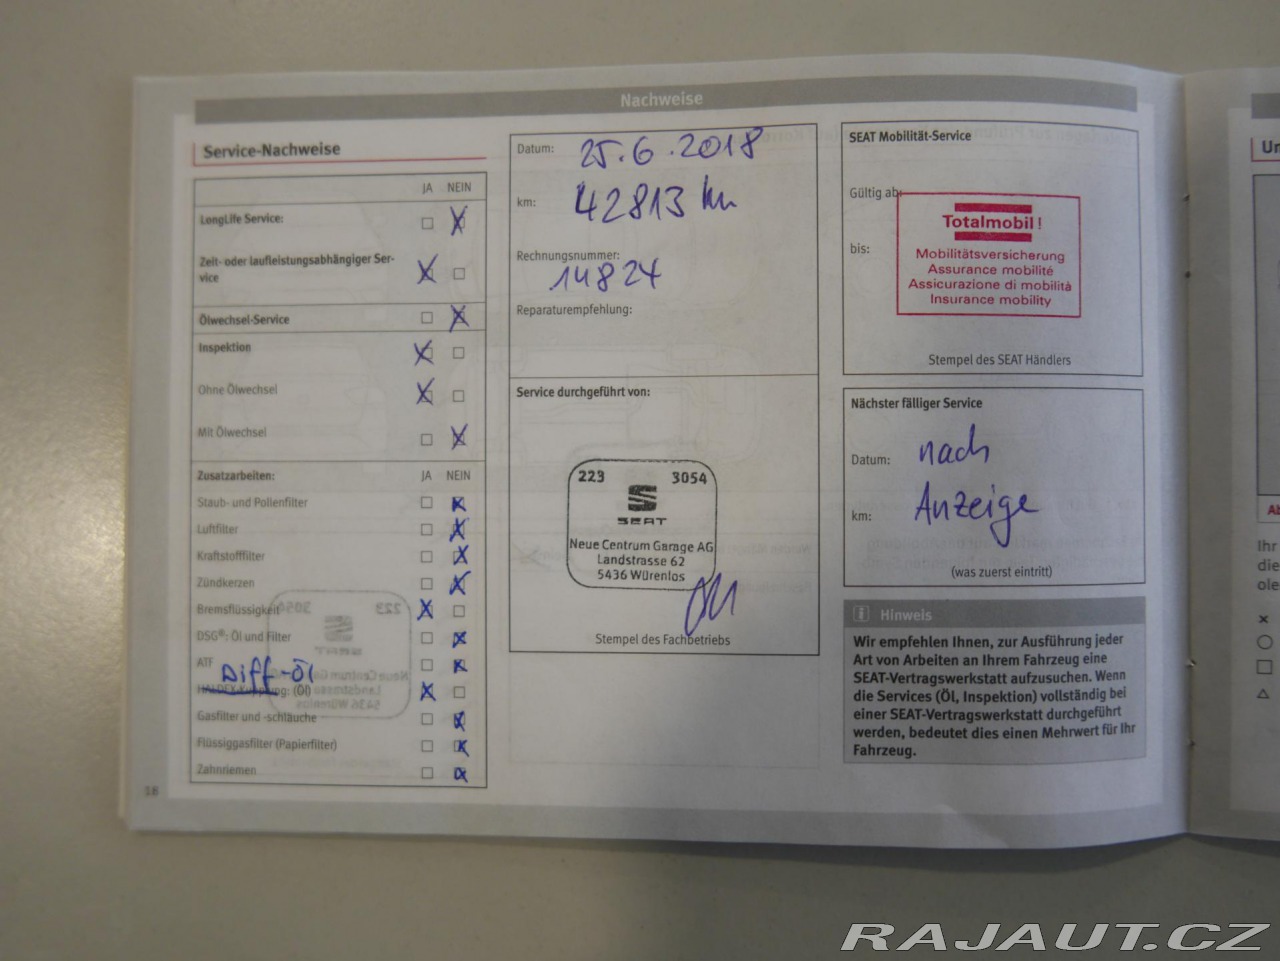 Nachweise
Service-Nachweise
JA NEIN
LongLife Service:
Zeit- oder laufleistungsabhängiger Ser-
vice
Ölwechsel-Service
Inspektion
Ohne Ölwechsel
Mit Ölwechsel
Zusatzarbeiten: JA NEIN
Staub- und Pollenfilter
Luftfilter
Kraftstofffilter
Zündkerzen
Bremsflüssigkeit
DSG®: Öl und Filter
ATF
Diff-Öl
HALDEX-Kupplung: (Öl)
Gasfilter und -schläuche
Flüssiggasfilter (Papierfilter)
Zahnriemen
16
Datum: 25.6.2018
km: 42813 km
Rechnungsnummer:
14824
Reparaturempfehlung:
Service durchgeführt von:
223 3054
SEAT
Neue Centrum Garage AG
Landstrasse 62
5436 Würenlos
Stempel des Fachbetriebs
SEAT Mobilität-Service
Gültig ab:
bis:
Totalmobil!
Mobilitätsversicherung
Assurance mobilité
Assicurazione di mobilità
Insurance mobility
Stempel des SEAT Händlers
Nächster fälliger Service
Datum: nach
km: Anzeige
(was zuerst eintritt)
Hinweis
Wir empfehlen Ihnen, zur Ausführung jeder
Art von Arbeiten an Ihrem Fahrzeug eine
SEAT-Vertragswerkstatt aufzusuchen. Wenn
die Services (Öl, Inspektion) vollständig bei
einer SEAT-Vertragswerkstatt durchgeführt
werden, bedeutet dies einen Mehrwert für Ihr
Fahrzeug.
Ihr
die
RAJAUT.CZ